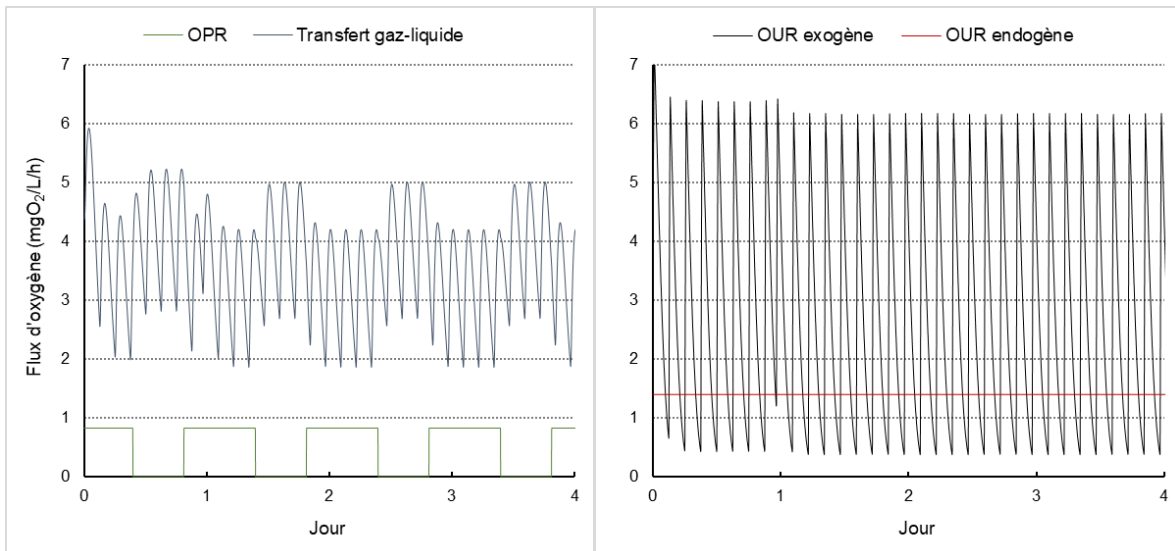 OPR Transfert gaz-liquide
7
6
5
4
3
2
1
0
Flux d'oxygène (mgO₂/L/h)
0 1 2 3 4
Jour
OUR exogène OUR endogène
7
6
5
4
3
2
1
0
0 1 2 3 4
Jour